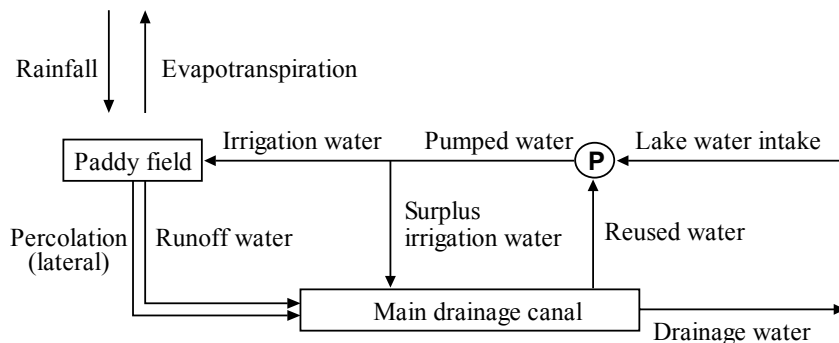 Rainfall
Evapotranspiration
Irrigation water
Pumped water
Lake water intake
Paddy field
P
Percolation
(lateral)
Runoff water
Surplus
irrigation water
Reused water
Main drainage canal
Drainage water